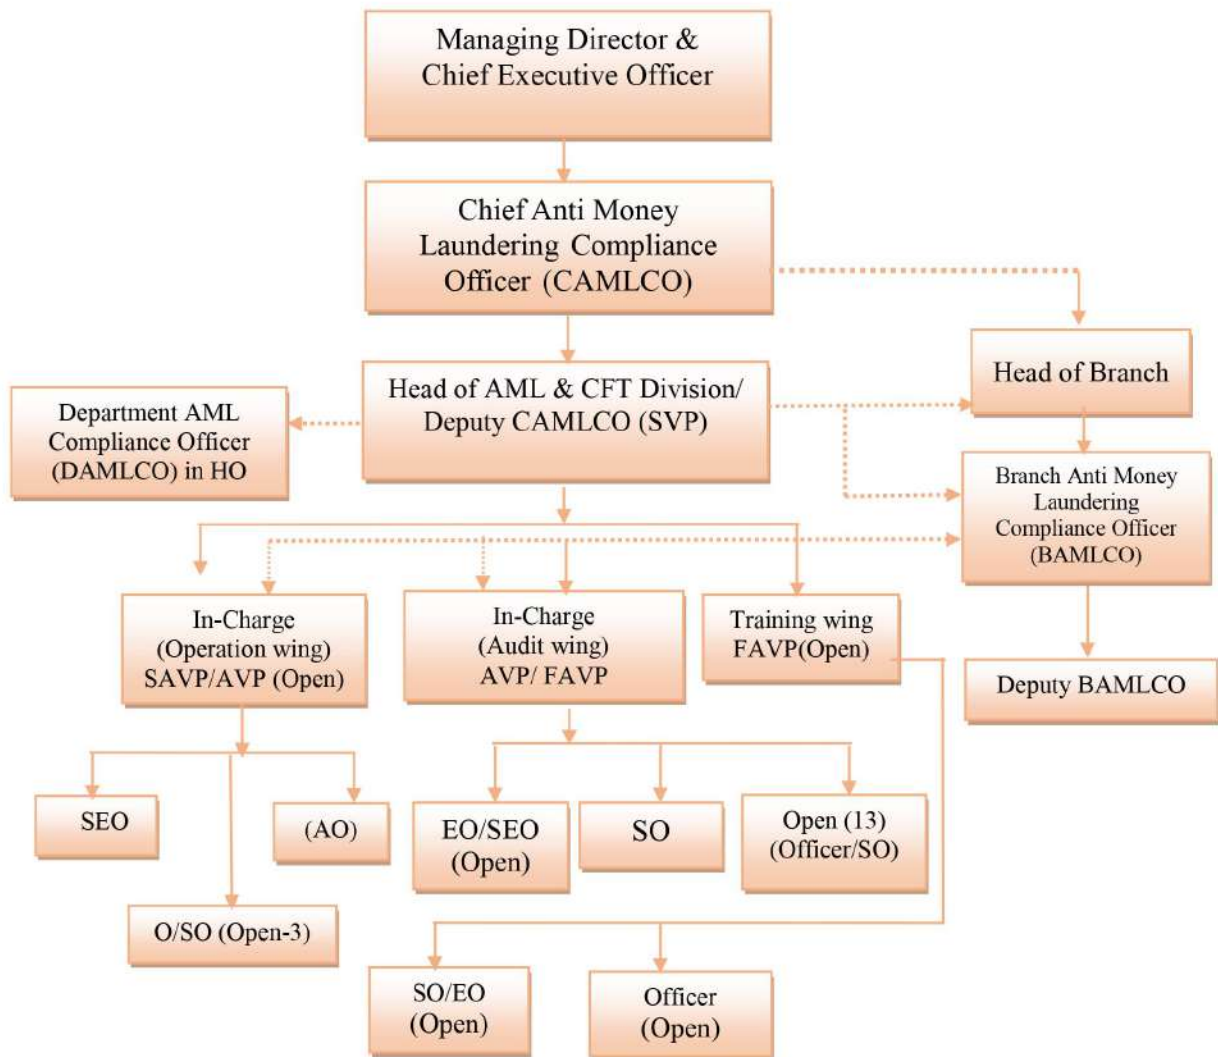 Managing Director &
Chief Executive Officer
Chief Anti Money
Laundering Compliance
Officer (CAMLCO)
Head of AML & CFT Division/
Deputy CAMLCO (SVP)
Head of Branch
Department AML
Compliance Officer
(DAMLCO) in HO
Branch Anti Money
Laundering
Compliance Officer
(BAMLCO)
In-Charge
(Operation wing)
SAVP/AVP (Open)
In-Charge
(Audit wing)
AVP/ FAVP
Training wing
FAVP(Open)
Deputy BAMLCO
SEO
(AO)
EO/SEO
(Open)
SO
Open (13)
(Officer/SO)
O/SO (Open-3)
SO/EO
(Open)
Officer
(Open)